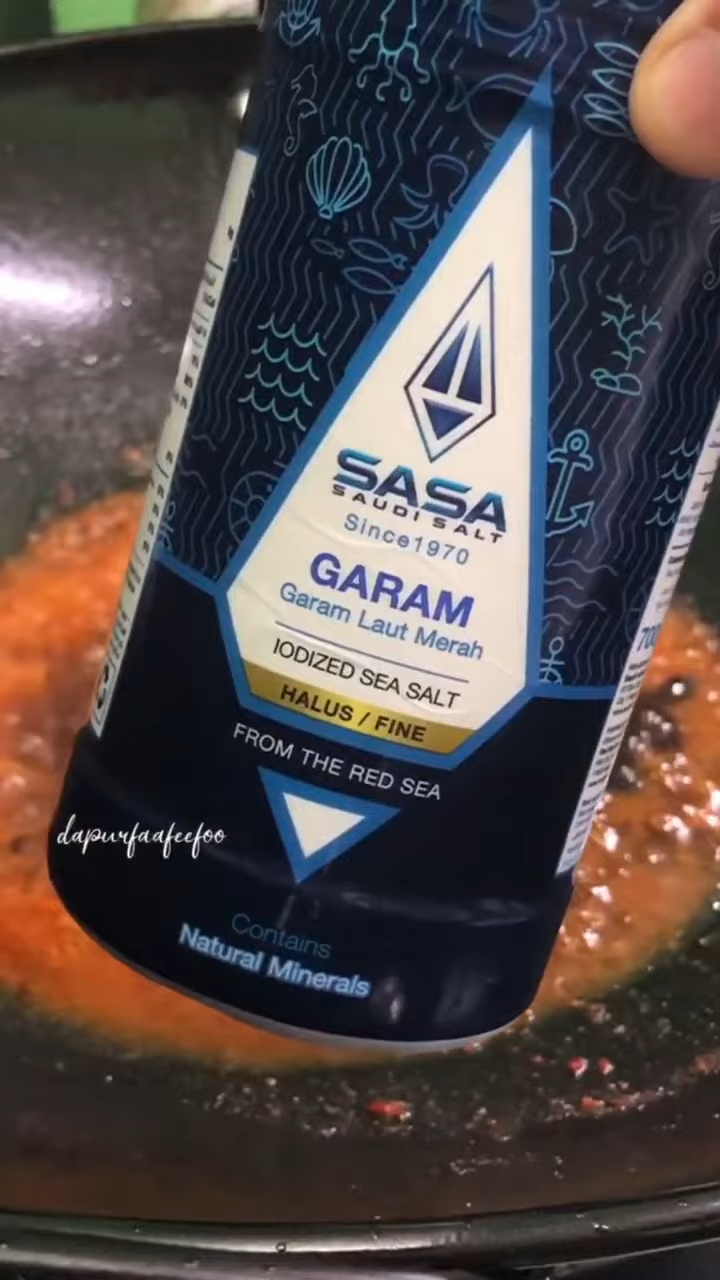 SASA
SAUDI SALT
Since1970
GARAM
Garam Laut Merah
IODIZED SEA SALT
HALUS / FINE
FROM THE RED SEA
dapurfaafeefoo
Contains
Natural Minerals